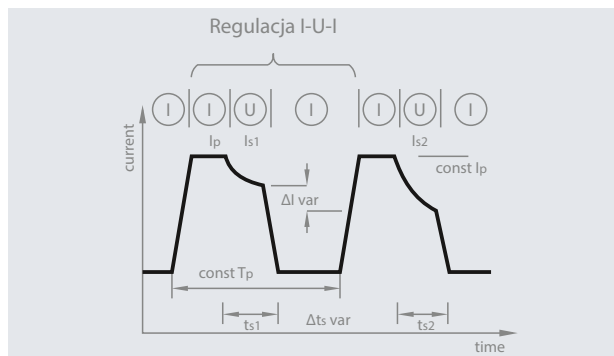 Regulacja I-U-I
I I U I I U I
Ip Is1 Is2
current
const Ip
ΔI var
const Tp
ts1 Δts var ts2
time